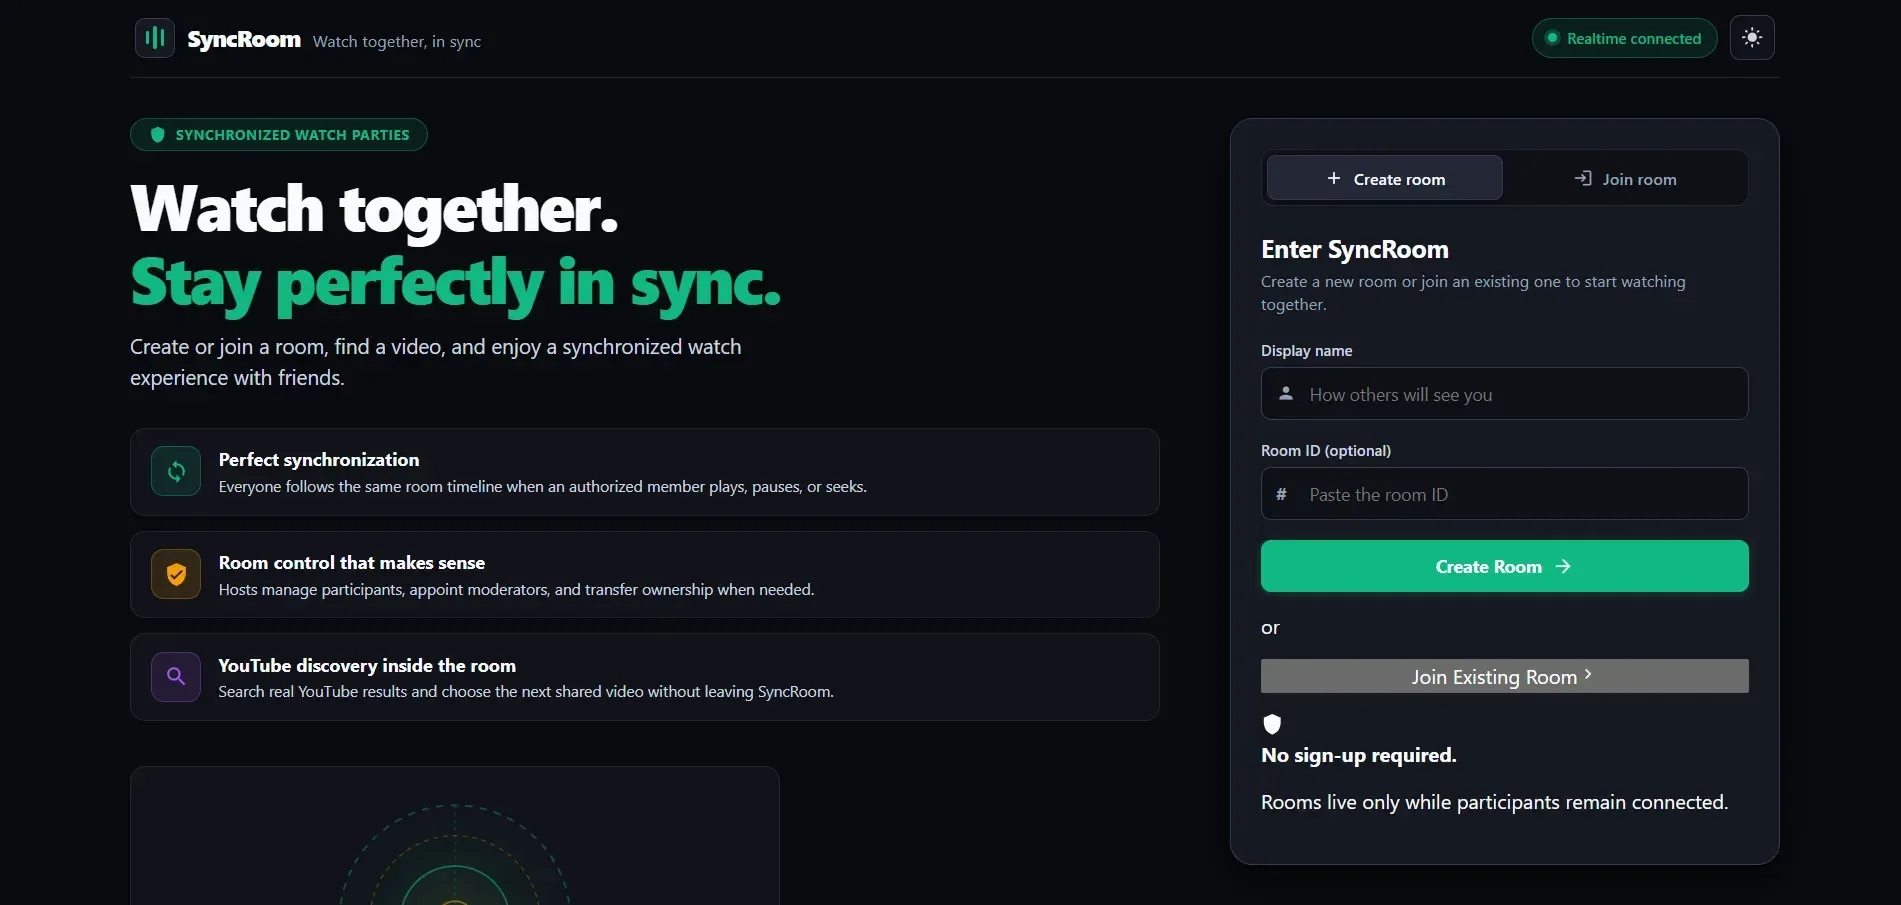 SyncRoom Watch together, in sync
Realtime connected
SYNCHRONIZED WATCH PARTIES
Watch together.
Stay perfectly in sync.
Create or join a room, find a video, and enjoy a synchronized watch
experience with friends.
Perfect synchronization
Everyone follows the same room timeline when an authorized member plays, pauses, or seeks.
Room control that makes sense
Hosts manage participants, appoint moderators, and transfer ownership when needed.
YouTube discovery inside the room
Search real YouTube results and choose the next shared video without leaving SyncRoom.
Create room
Join room
Enter SyncRoom
Create a new room or join an existing one to start watching
together.
Display name
How others will see you
Room ID (optional)
# Paste the room ID
Create Room →
or
Join Existing Room ›
No sign-up required.
Rooms live only while participants remain connected.